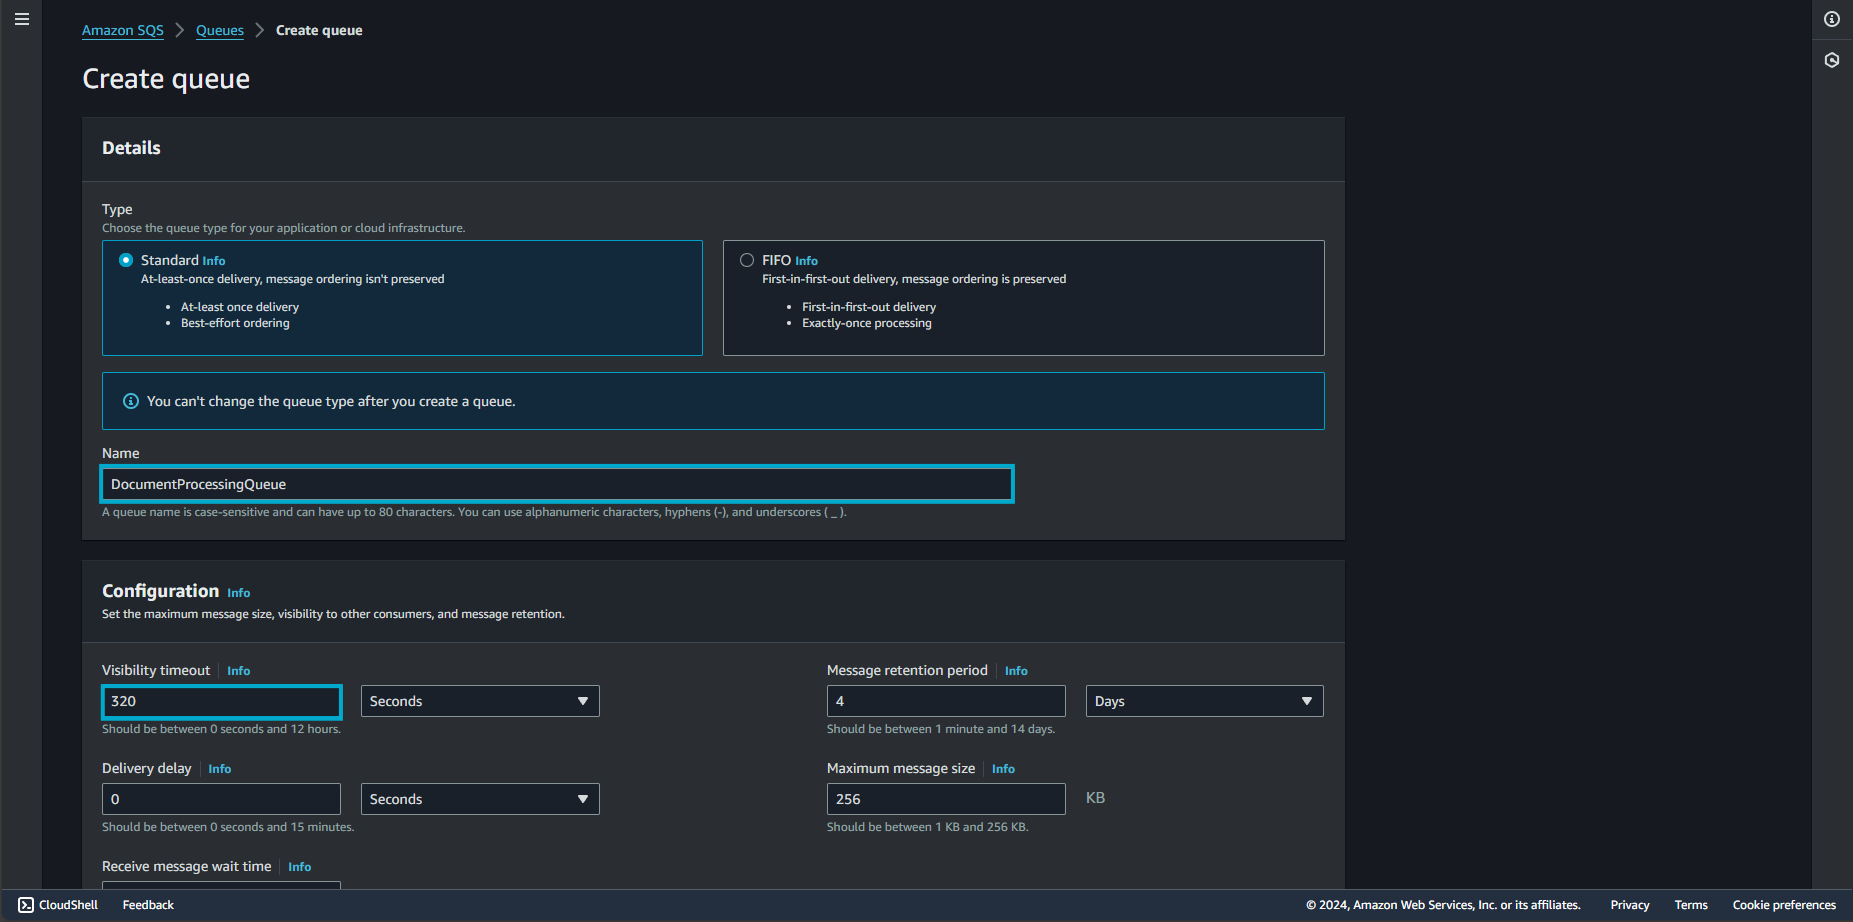 Amazon SQS > Queues > Create queue
Create queue
Details
Type
Choose the queue type for your application or cloud infrastructure.
Standard Info
At-least-once delivery, message ordering isn't preserved
• At-least once delivery
• Best-effort ordering
FIFO Info
First-in-first-out delivery, message ordering is preserved
• First-in-first-out delivery
• Exactly-once processing
You can't change the queue type after you create a queue.
Name
DocumentProcessingQueue
A queue name is case-sensitive and can have up to 80 characters. You can use alphanumeric characters, hyphens (-), and underscores ( _ ).
Configuration Info
Set the maximum message size, visibility to other consumers, and message retention.
Visibility timeout Info
320 Seconds
Should be between 0 seconds and 12 hours.
Message retention period Info
4 Days
Should be between 1 minute and 14 days.
Delivery delay Info
0 Seconds
Should be between 0 seconds and 15 minutes.
Maximum message size Info
256 KB
Should be between 1 KB and 256 KB.
Receive message wait time Info
CloudShell Feedback © 2024, Amazon Web Services, Inc. or its affiliates. Privacy Terms Cookie preferences